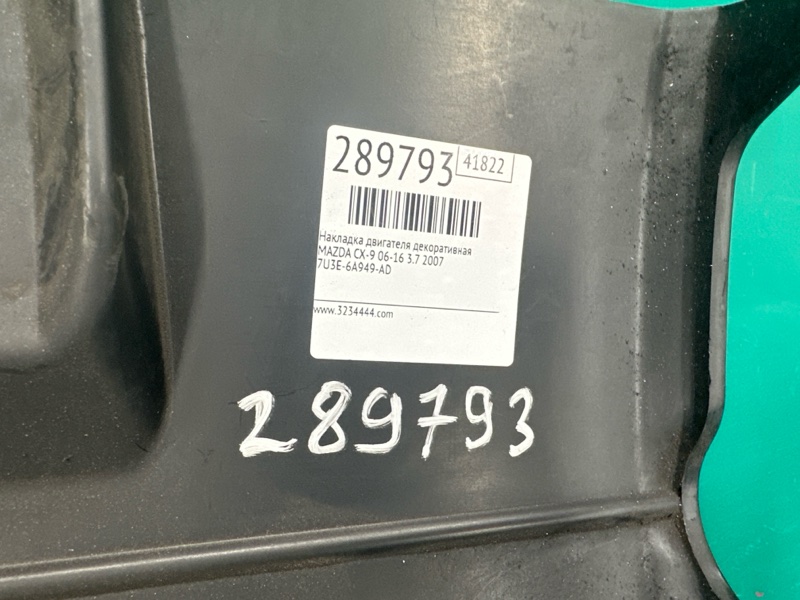 289793 41822
Накладка двигателя декоративная
MAZDA CX-9 06-16 3.7 2007
7U3E-6A949-AD
www.3234444.com
289793